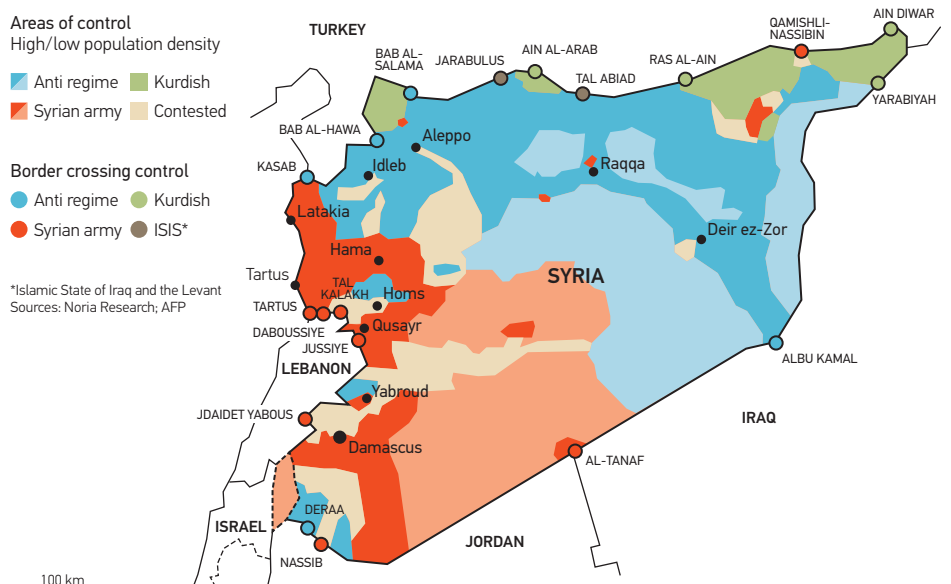 Areas of control
High/low population density
Anti regime
Kurdish
Syrian army
Contested
Border crossing control
Anti regime
Kurdish
Syrian army
ISIS*
*Islamic State of Iraq and the Levant
Sources: Noria Research; AFP
TURKEY
BAB AL-
SALAMA
JARABULUS
AIN AL-ARAB
TAL ABIAD
RAS AL-AIN
QAMISHLI-
NASSIBIN
AIN DIWAR
YARABIYAH
BAB AL-HAWA
Aleppo
KASAB
Idleb
Raqqa
Latakia
Deir ez-Zor
Hama
SYRIA
Tartus
TAL
KALAKH
Homs
TARTUS
Qusayr
DABOUSSIYE
JUSSIYE
LEBANON
ALBU KAMAL
Yabroud
JDAIDET YABOUS
IRAQ
Damascus
AL-TANAF
DERAA
ISRAEL
JORDAN
NASSIB
100 km